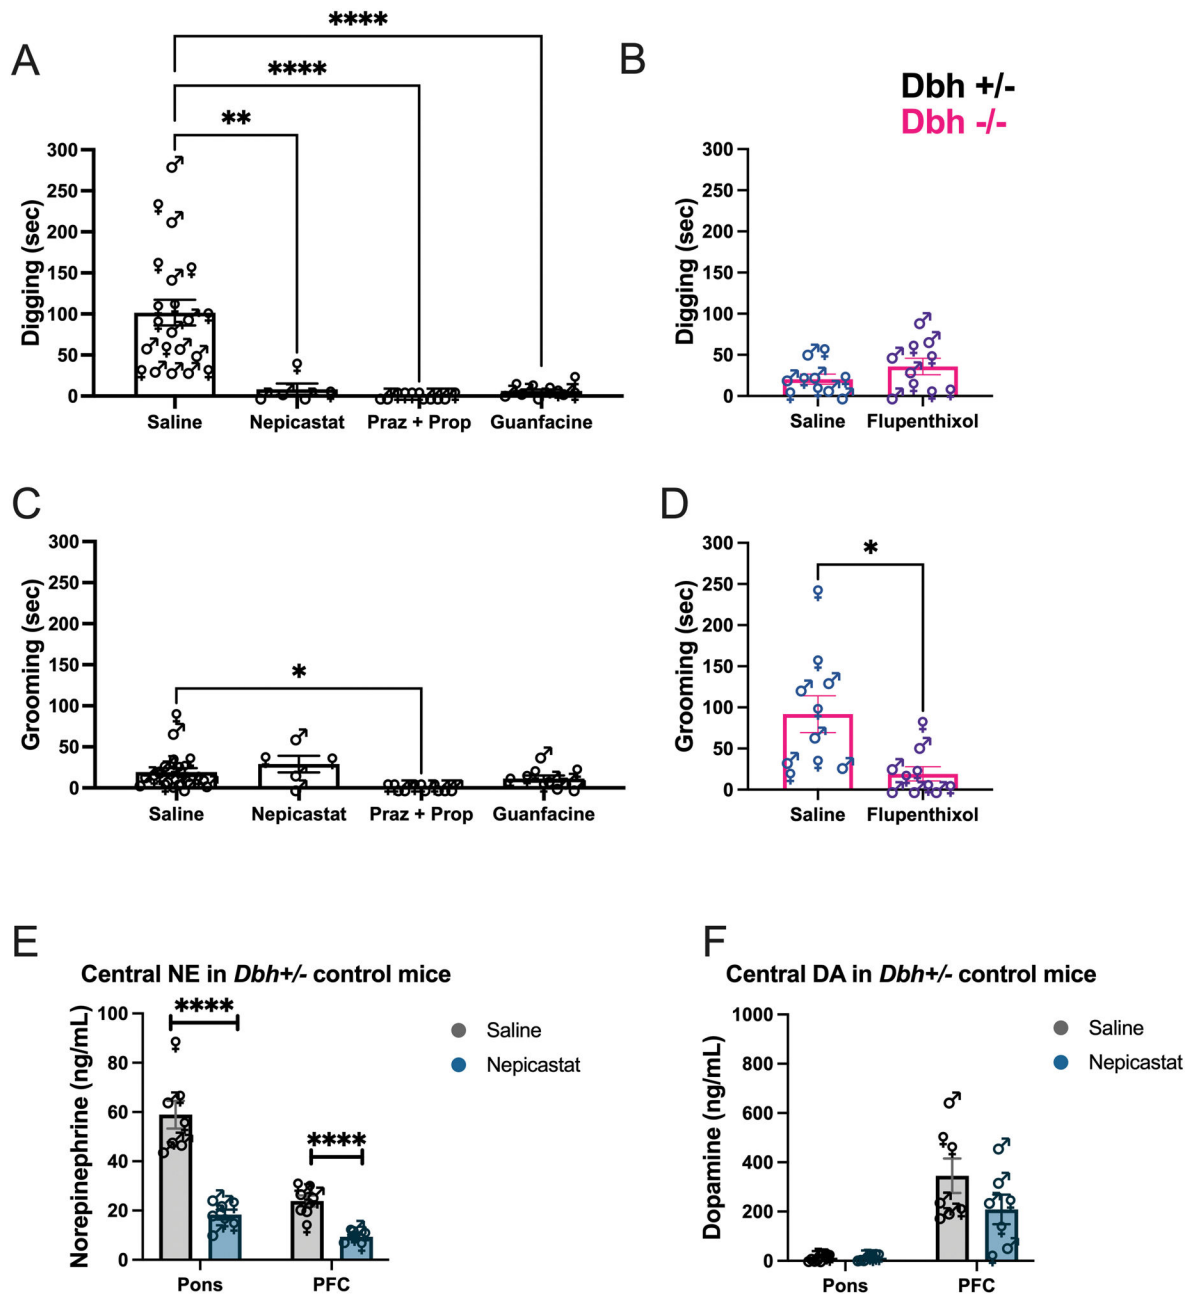 A
****
****
**
Digging (sec)
300
250
200
150
100
50
0
Saline Nepicastat Praz + Prop Guanfacine
B
Dbh +/-
Dbh -/-
Digging (sec)
300
250
200
150
100
50
0
Saline Flupenthixol
C
*
Grooming (sec)
300
250
200
150
100
50
0
Saline Nepicastat Praz + Prop Guanfacine
D
*
Grooming (sec)
300
250
200
150
100
50
0
Saline Flupenthixol
E
Central NE in Dbh+/- control mice
****
****
Norepinephrine (ng/mL)
100
80
60
40
20
0
Pons PFC
Saline
Nepicastat
F
Central DA in Dbh+/- control mice
Dopamine (ng/mL)
1000
800
600
400
200
0
Pons PFC
Saline
Nepicastat